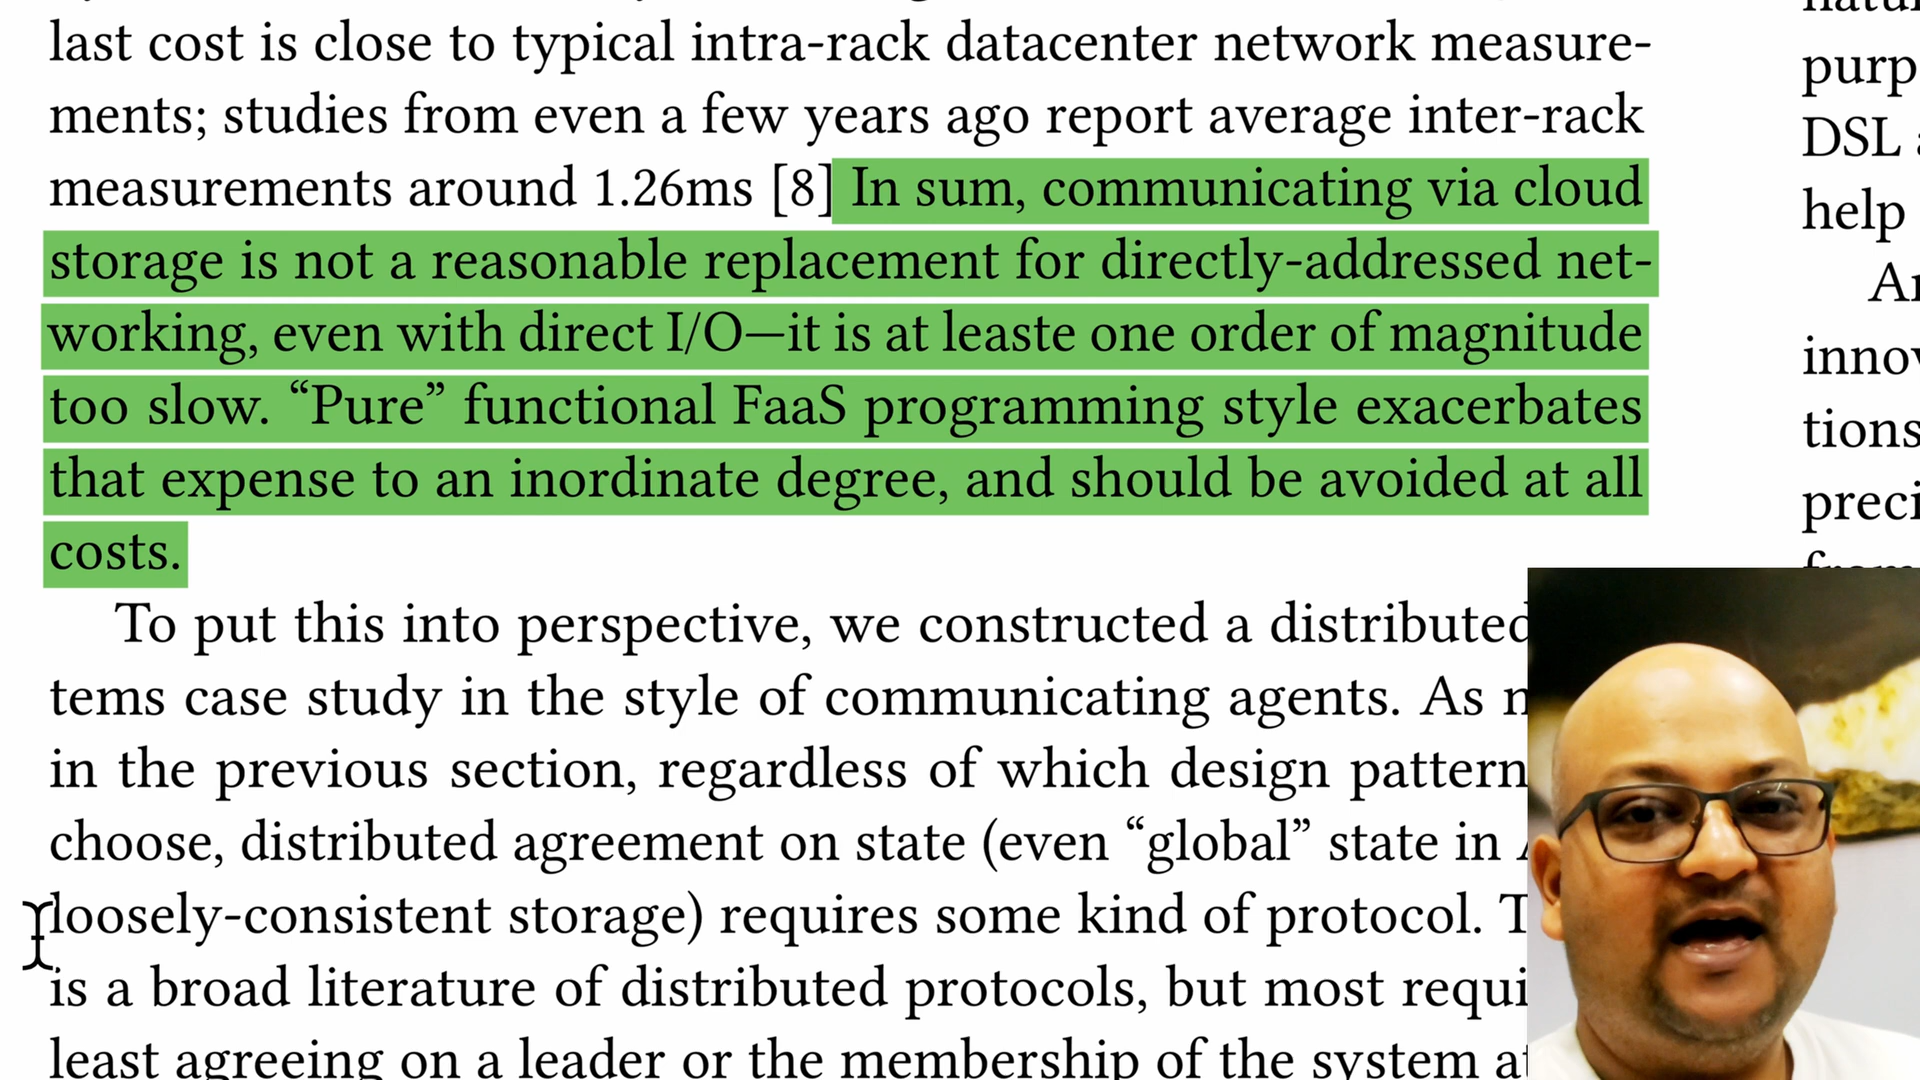 last cost is close to typical intra-rack datacenter network measure-
ments; studies from even a few years ago report average inter-rack
measurements around 1.26ms [8] In sum, communicating via cloud
storage is not a reasonable replacement for directly-addressed net-
working, even with direct I/O—it is at leaste one order of magnitude
too slow. “Pure” functional FaaS programming style exacerbates
that expense to an inordinate degree, and should be avoided at all
costs.
To put this into perspective, we constructed a distributed
tems case study in the style of communicating agents. As
in the previous section, regardless of which design pattern
choose, distributed agreement on state (even “global” state in
loosely-consistent storage) requires some kind of protocol.
is a broad literature of distributed protocols, but most requi
least agreeing on a leader or the membership of the system at
purp
DSL
help
innov
tions
preci